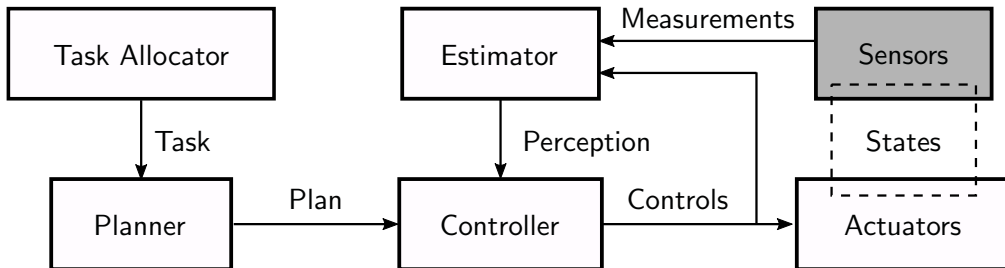 Measurements
Task Allocator
Estimator
Sensors
Task
Perception
States
Plan
Controls
Planner
Controller
Actuators